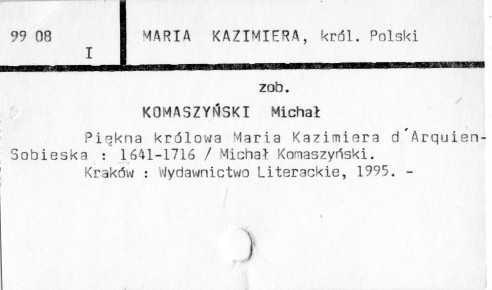 99 08 MARIA KAZIMIERA, król. Polski
I
zob.
KOMASZYŃSKI Michał
Piękna królowa Maria Kazimiera d´Arquien-
Sobieska : 1641-1716 / Michał Komaszyński.
Kraków : Wydawnictwo Literackie, 1995. -